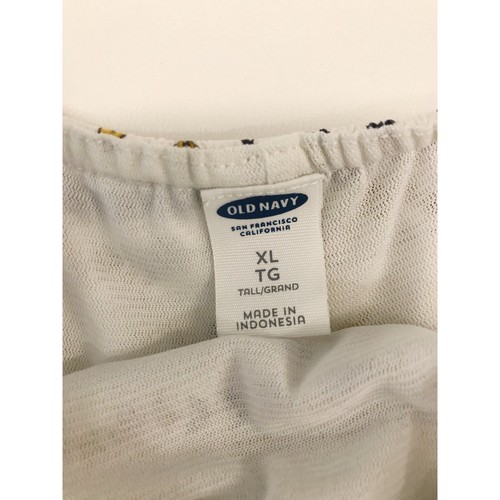 OLD NAVY
SAN FRANCISCO
CALIFORNIA
XL
TG
TALL/GRAND
MADE IN
INDONESIA